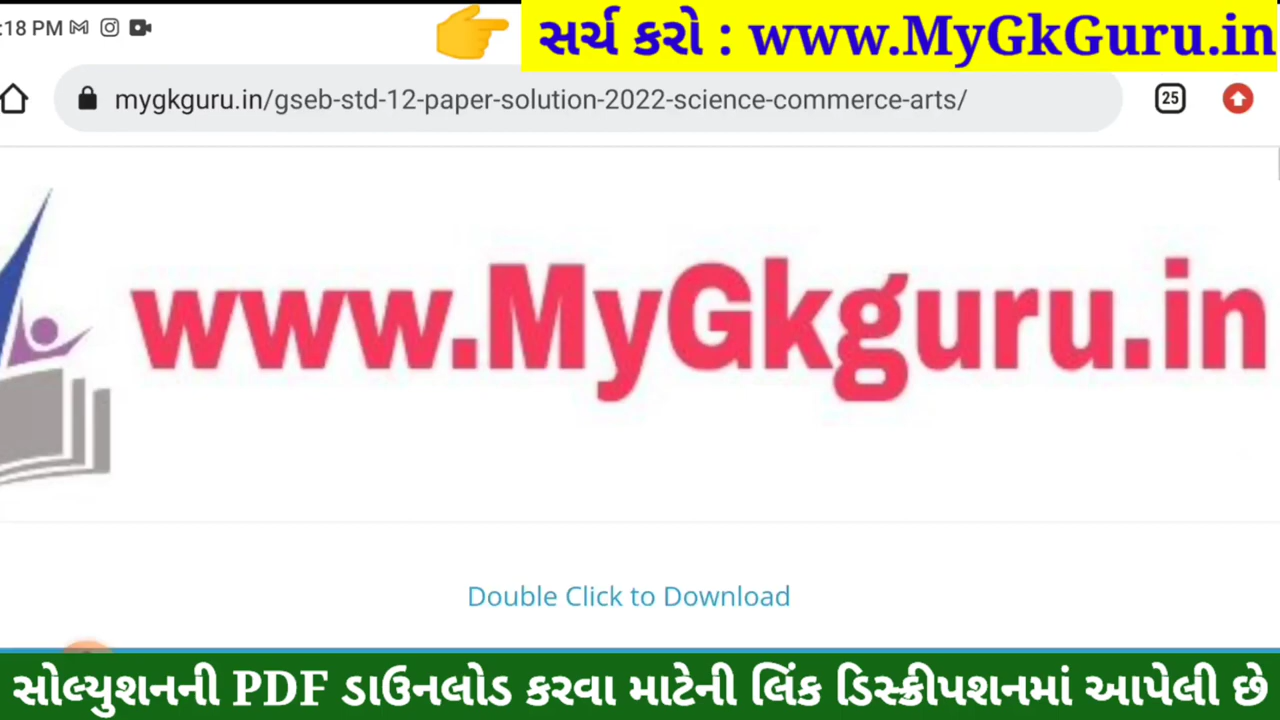 :18 PM
સર્ચ કરો : www.MyGkGuru.in
mygkguru.in/gseb-std-12-paper-solution-2022-science-commerce-arts/
25
www.MyGkguru.in
Double Click to Download
સોલ્યુશનની PDF ડાઉનલોડ કરવા માટેની લિંક ડિસ્ક્રીપશનમાં આપેલી છે